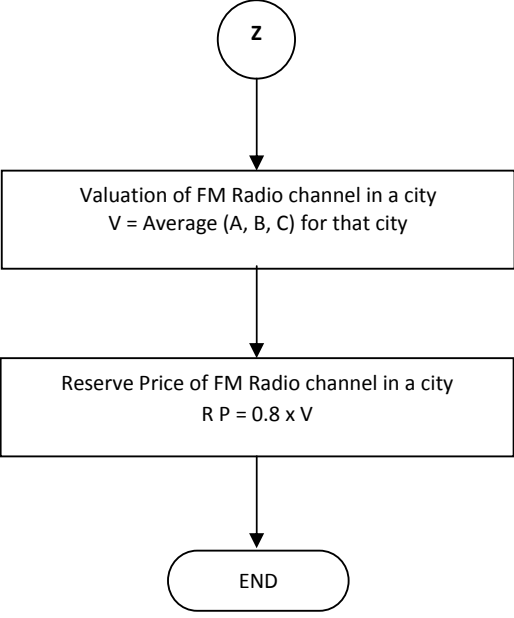 Z
Valuation of FM Radio channel in a city
V = Average (A, B, C) for that city
Reserve Price of FM Radio channel in a city
R P = 0.8 x V
END